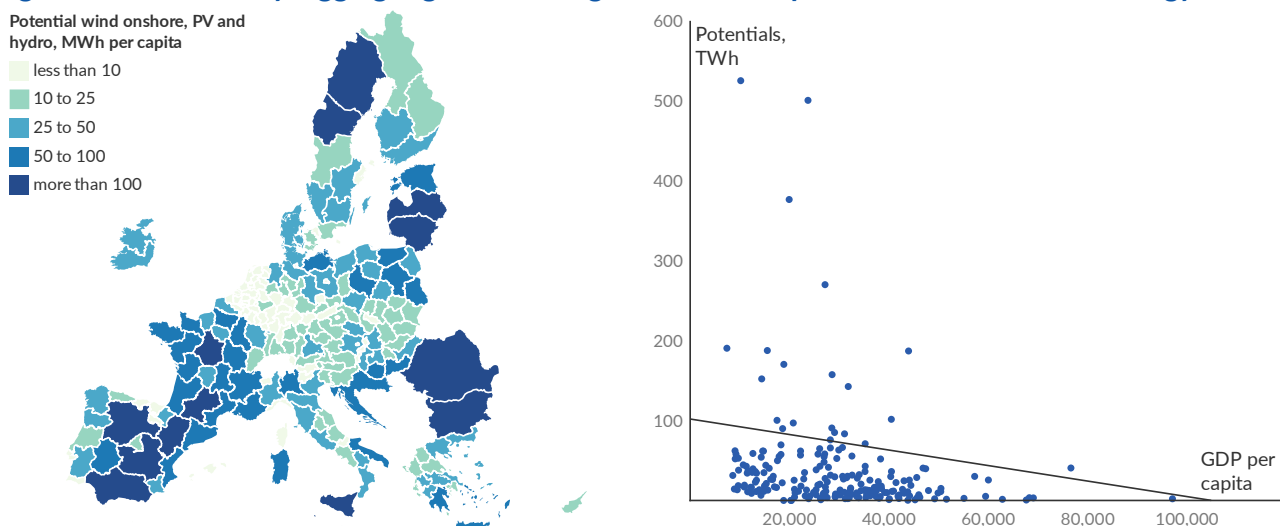 Potential wind onshore, PV and
hydro, MWh per capita
less than 10
10 to 25
25 to 50
50 to 100
more than 100
600
Potentials,
TWh
500
400
300
200
100
GDP per
capita
20,000
40,000
60,000
80,000
100,000